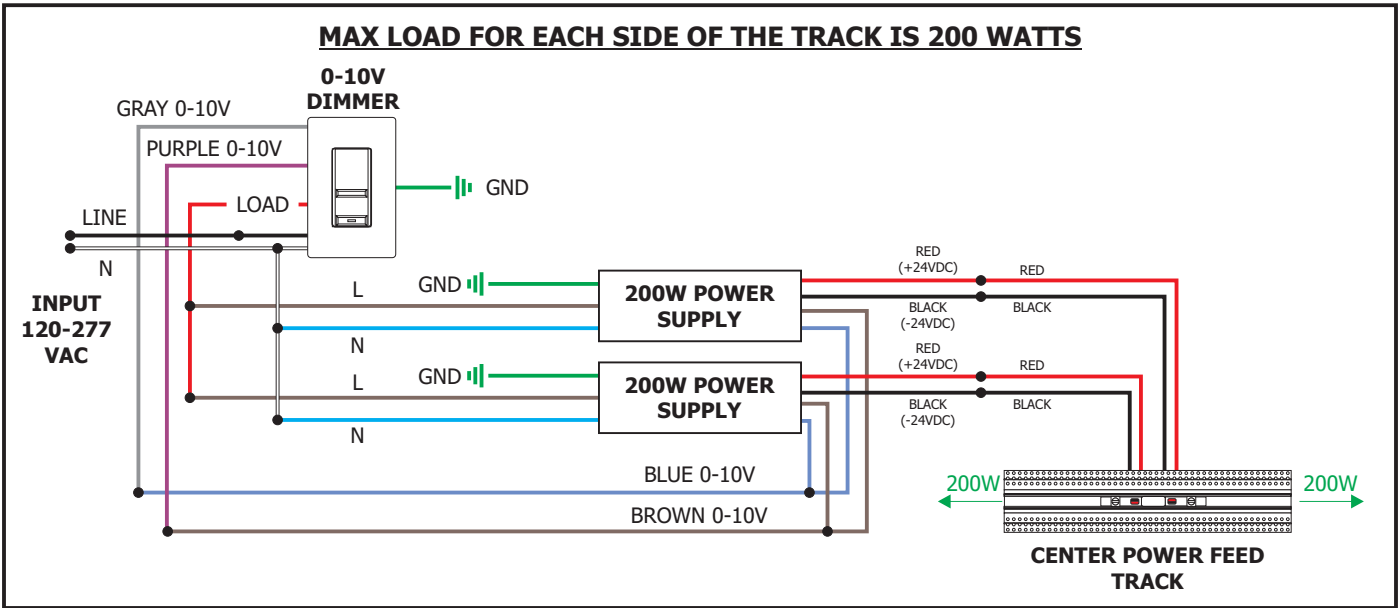 MAX LOAD FOR EACH SIDE OF THE TRACK IS 200 WATTS
0-10V
DIMMER
GRAY 0-10V
PURPLE 0-10V
LOAD
GND
LINE
N
INPUT
120-277
VAC
L
GND
N
200W POWER
SUPPLY
RED
(+24VDC)
RED
BLACK
(-24VDC)
BLACK
L
GND
N
200W POWER
SUPPLY
RED
(+24VDC)
RED
BLACK
(-24VDC)
BLACK
BLUE 0-10V
BROWN 0-10V
200W
200W
CENTER POWER FEED
TRACK